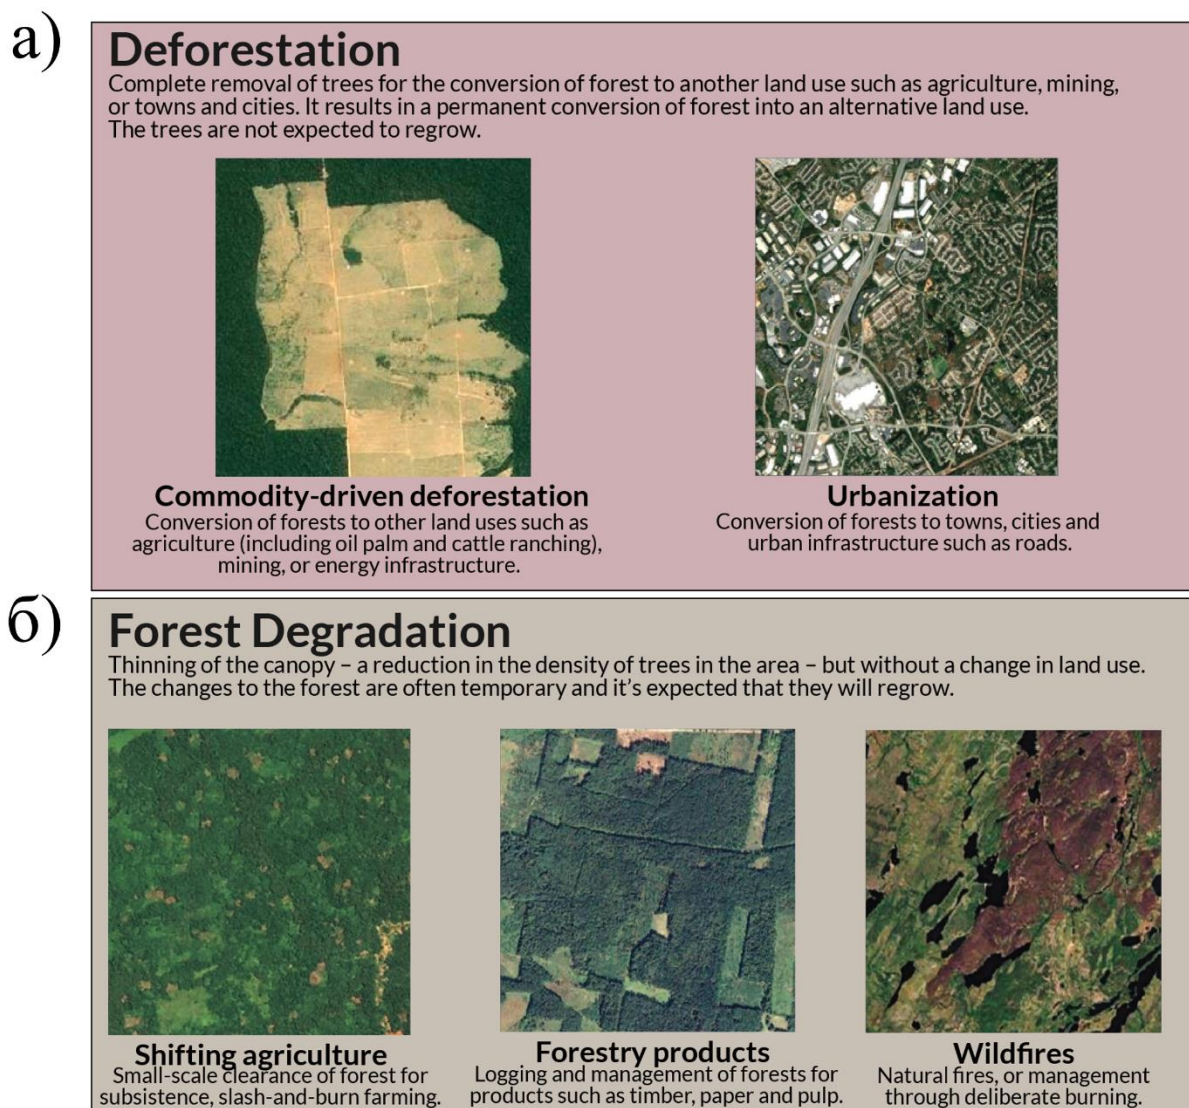 а)
Deforestation
Complete removal of trees for the conversion of forest to another land use such as agriculture, mining,
or towns and cities. It results in a permanent conversion of forest into an alternative land use.
The trees are not expected to regrow.
Commodity-driven deforestation
Conversion of forests to other land uses such as
agriculture (including oil palm and cattle ranching),
mining, or energy infrastructure.
Urbanization
Conversion of forests to towns, cities and
urban infrastructure such as roads.
б)
Forest Degradation
Thinning of the canopy – a reduction in the density of trees in the area – but without a change in land use.
The changes to the forest are often temporary and it's expected that they will regrow.
Shifting agriculture
Small-scale clearance of forest for
subsistence, slash-and-burn farming.
Forestry products
Logging and management of forests for
products such as timber, paper and pulp.
Wildfires
Natural fires, or management
through deliberate burning.